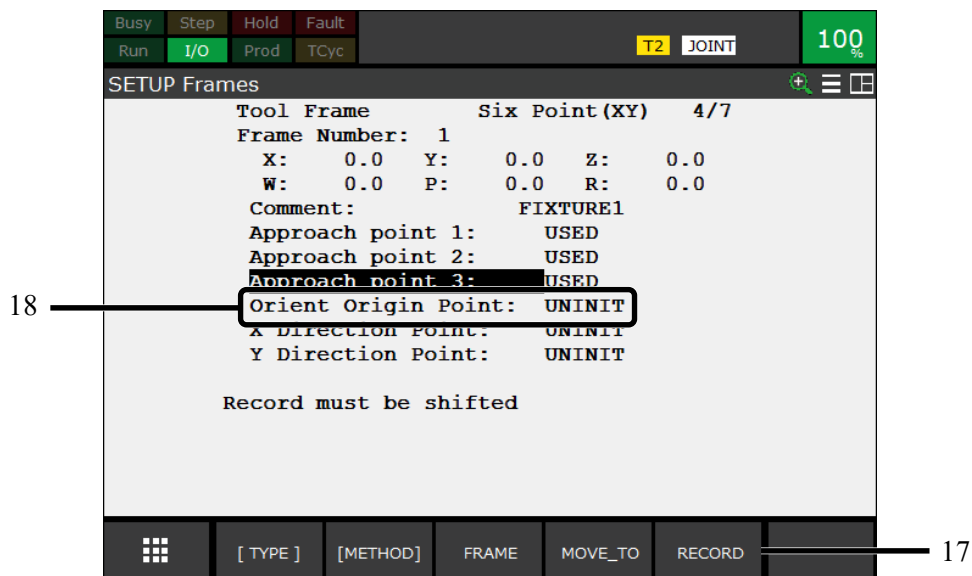 Busy Step Hold Fault
Run I/O Prod TCyc T2 JOINT 100 %
SETUP Frames
Tool Frame Six Point(XY) 4/7
Frame Number: 1
X: 0.0 Y: 0.0 Z: 0.0
W: 0.0 P: 0.0 R: 0.0
Comment: FIXTURE1
Approach point 1: USED
Approach point 2: USED
Approach point 3: USED
18 Orient Origin Point: UNINIT
X Direction Point: UNINIT
Y Direction Point: UNINIT
Record must be shifted
[ TYPE ] [METHOD] FRAME MOVE_TO RECORD 17